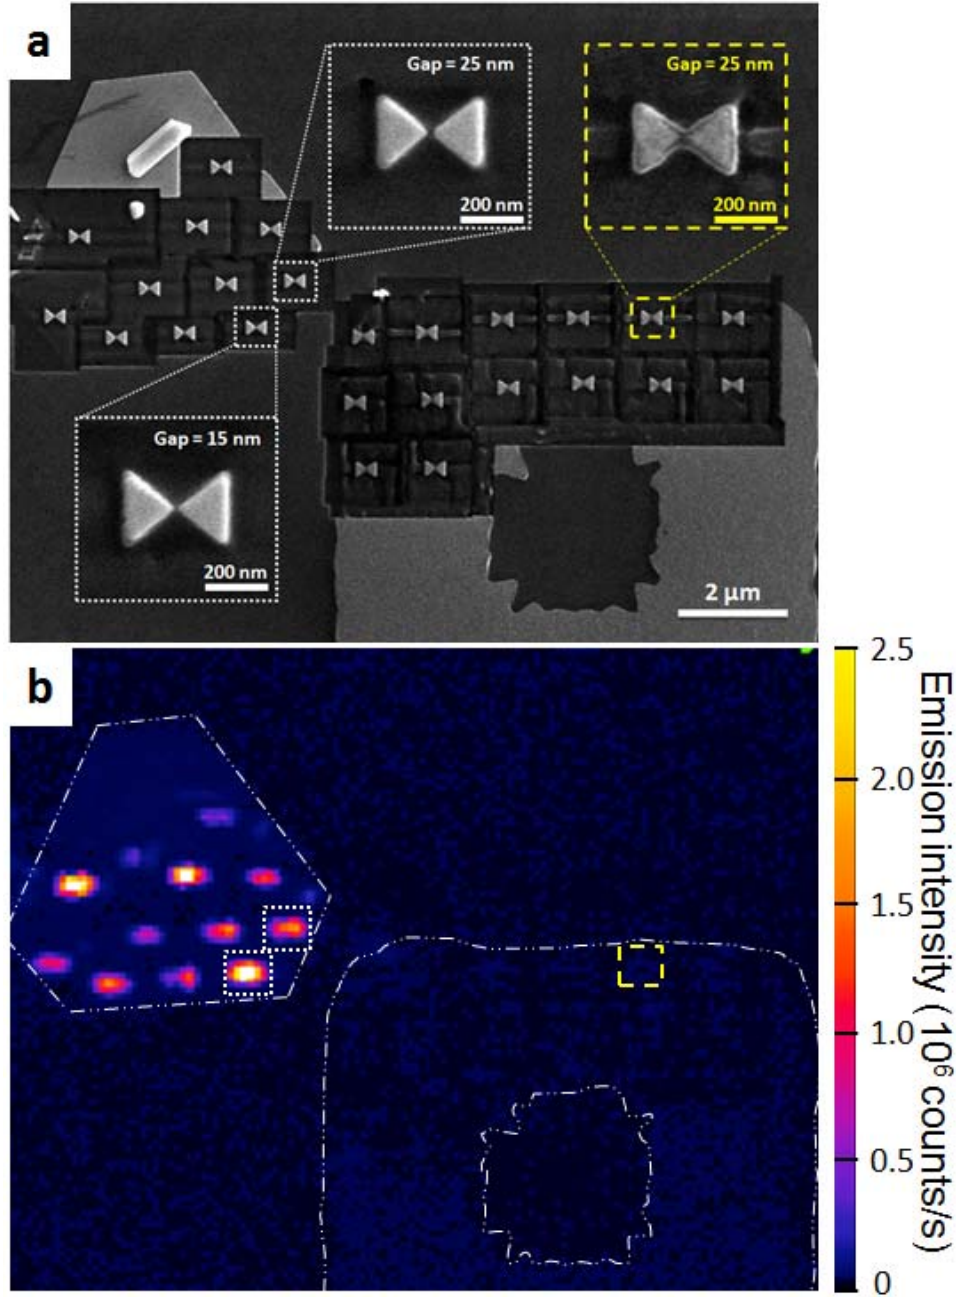 a
Gap = 25 nm
200 nm
Gap = 25 nm
200 nm
Gap = 15 nm
200 nm
2 µm
b
2.5
2.0
1.5
1.0
0.5
0
Emission intensity ( 10⁶ counts/s)